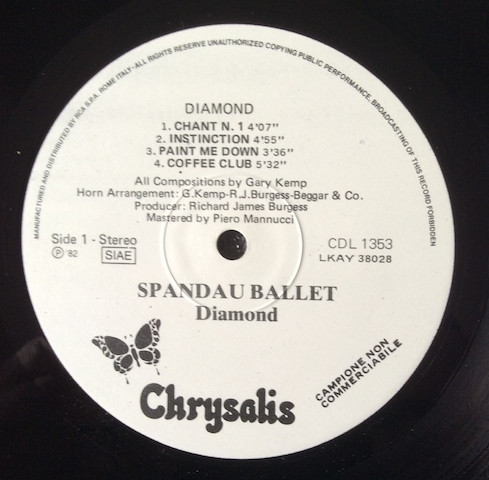 MANUFACTURED AND DISTRIBUTED BY RCA S.P.A. ROME ITALY - ALL RIGHTS RESERVE UNAUTHORIZED COPYING PUBLIC PERFORMANCE, BROADCASTING OF THIS RECORD FORBIDDEN
DIAMOND
1. CHANT N. 1 4'07"
2. INSTINCTION 4'55"
3. PAINT ME DOWN 3'36"
4. COFFEE CLUB 5'32"
All Compositions by Gary Kemp
Horn Arrangement: G.Kemp-R.J.Burgess-Beggar & Co.
Producer: Richard James Burgess
Mastered by Piero Mannucci
Side 1 - Stereo
CDL 1353
℗ '82
SIAE
LKAY 38028
SPANDAU BALLET
Diamond
CAMPIONE NON
COMMERCIABILE
Chrysalis